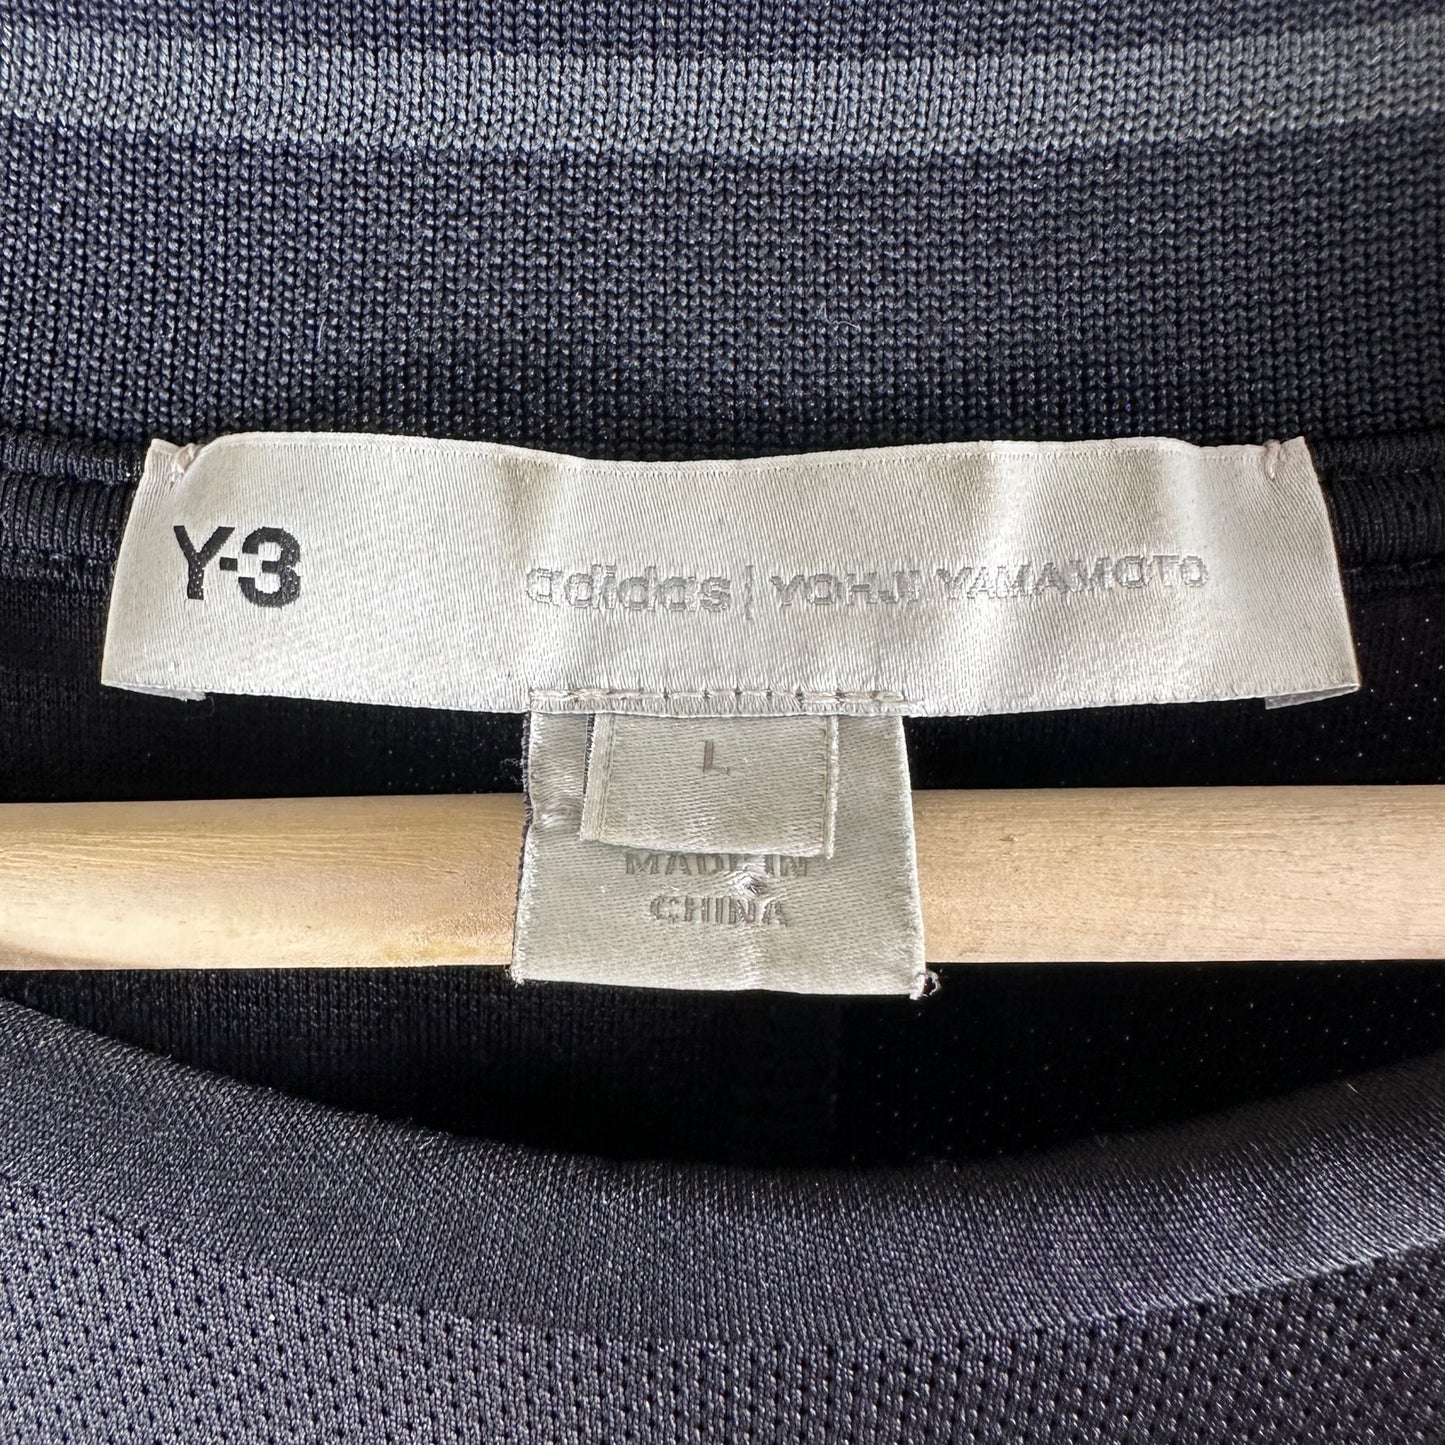 Y-3 adidas | YOHJI YAMAMOTO
L
MADE IN
CHINA